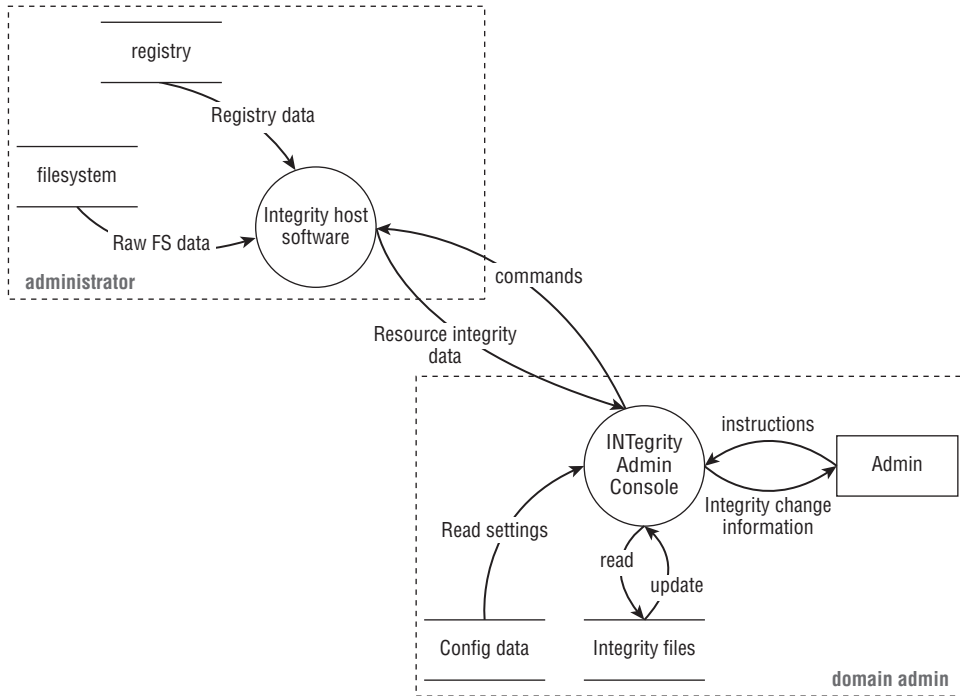 registry
Registry data
filesystem
Integrity host
software
Raw FS data
administrator
commands
Resource integrity
data
instructions
INTegrity
Admin
Console
Admin
Integrity change
information
Read settings
read
update
Config data
Integrity files
domain admin